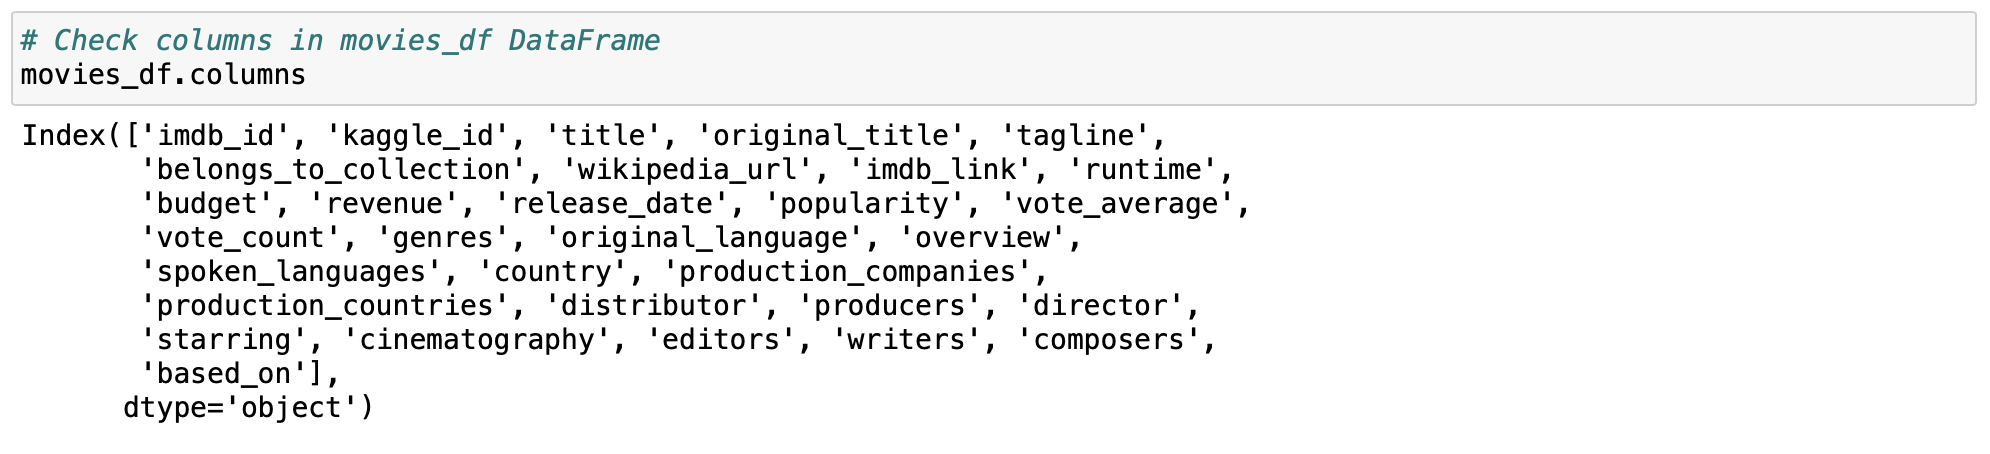 # Check columns in movies_df DataFrame
movies_df.columns
Index(['imdb_id', 'kaggle_id', 'title', 'original_title', 'tagline',
'belongs_to_collection', 'wikipedia_url', 'imdb_link', 'runtime',
'budget', 'revenue', 'release_date', 'popularity', 'vote_average',
'vote_count', 'genres', 'original_language', 'overview',
'spoken_languages', 'country', 'production_companies',
'production_countries', 'distributor', 'producers', 'director',
'starring', 'cinematography', 'editors', 'writers', 'composers',
'based_on'],
dtype='object')